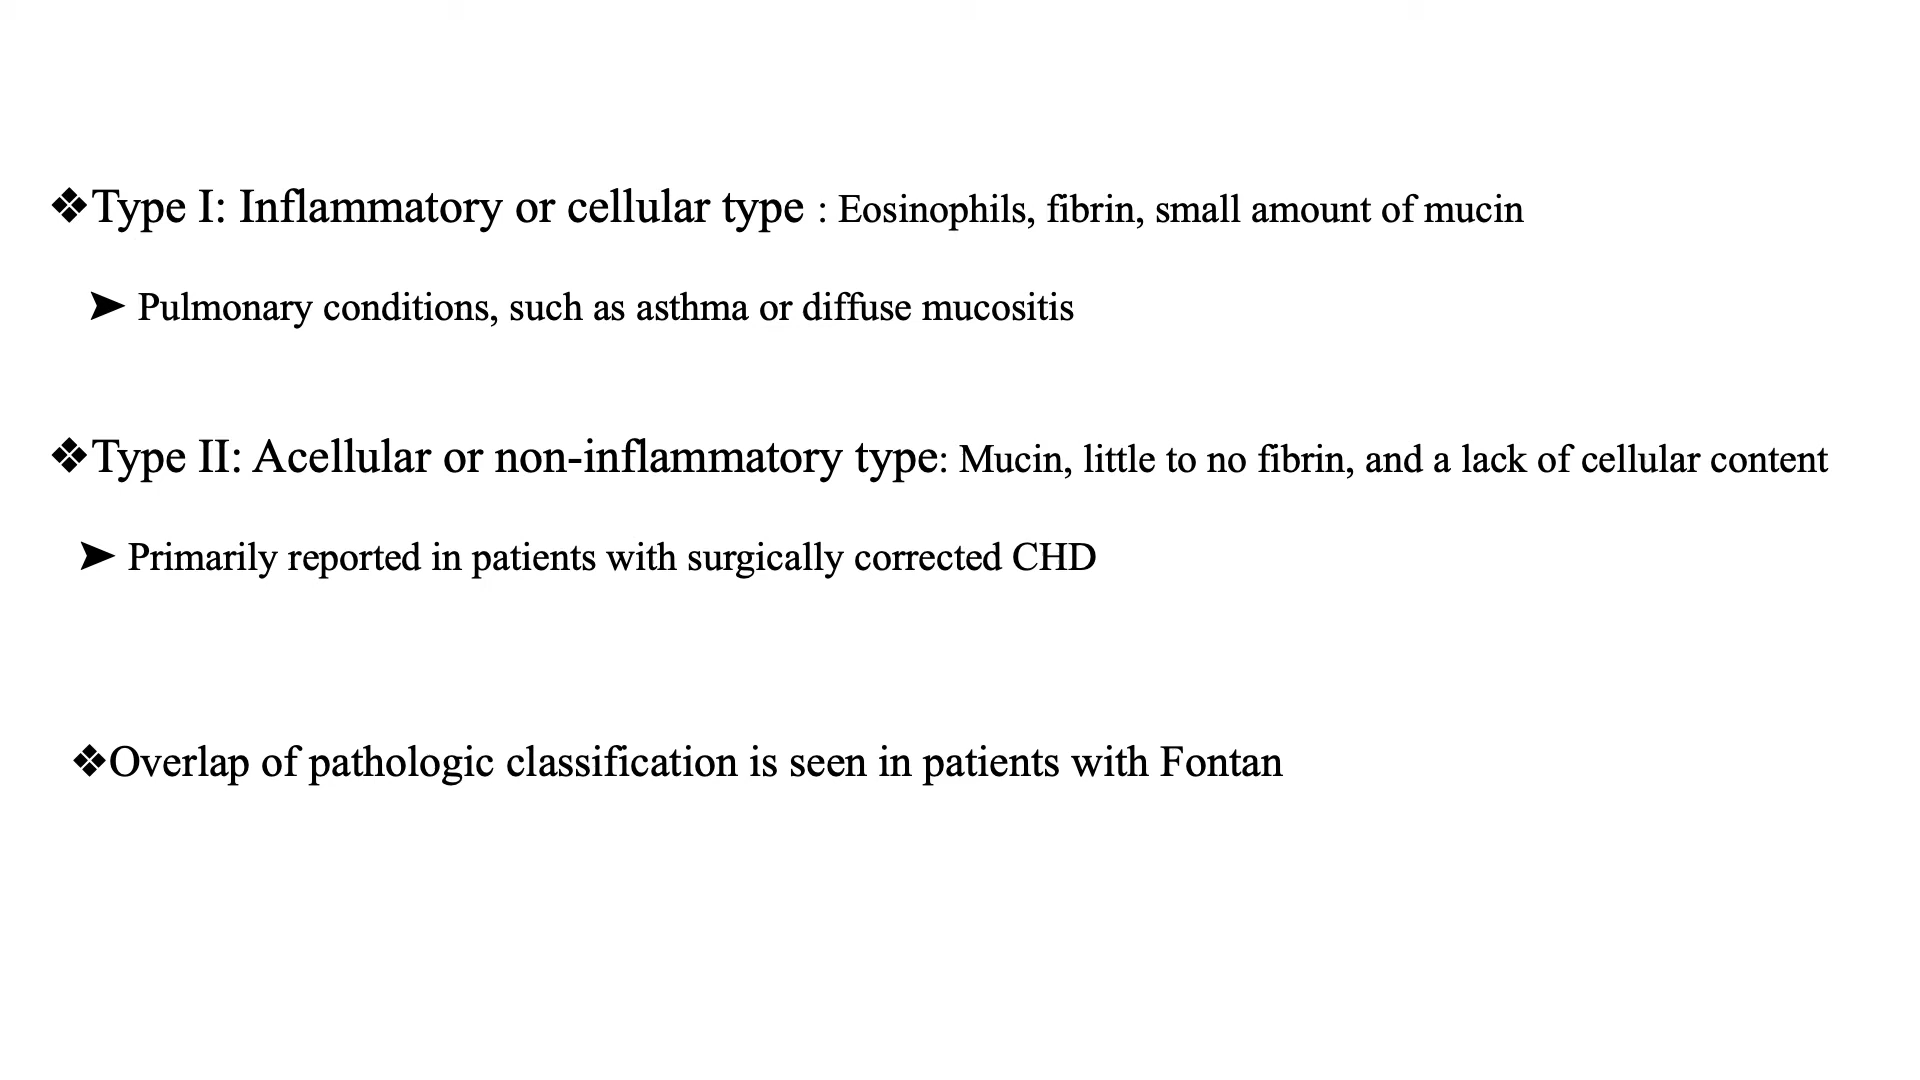 ❖Type I: Inflammatory or cellular type : Eosinophils, fibrin, small amount of mucin
➤ Pulmonary conditions, such as asthma or diffuse mucositis
❖Type II: Acellular or non-inflammatory type: Mucin, little to no fibrin, and a lack of cellular content
➤ Primarily reported in patients with surgically corrected CHD
❖Overlap of pathologic classification is seen in patients with Fontan